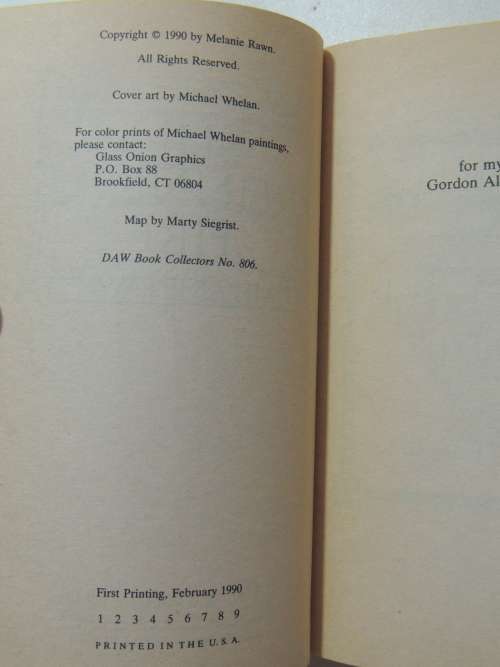 Copyright © 1990 by Melanie Rawn.
All Rights Reserved.
Cover art by Michael Whelan.
For color prints of Michael Whelan paintings,
please contact:
Glass Onion Graphics
P.O. Box 88
Brookfield, CT 06804
Map by Marty Siegrist.
DAW Book Collectors No. 806.
First Printing, February 1990
1 2 3 4 5 6 7 8 9
PRINTED IN THE U.S.A.
for my
Gordon Al